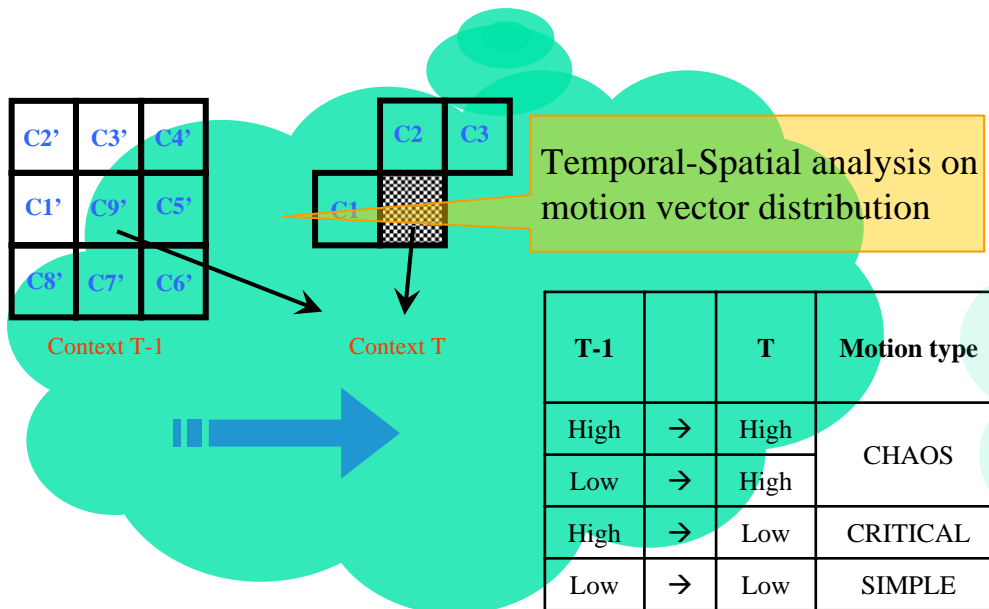 C2’ C3’ C4’
C1’ C9’ C5’
C8’ C7’ C6’
Context T-1
C2 C3
C1
Context T
Temporal-Spatial analysis on
motion vector distribution
T-1 T Motion type
High → High
CHAOS
Low → High
High → Low CRITICAL
Low → Low SIMPLE